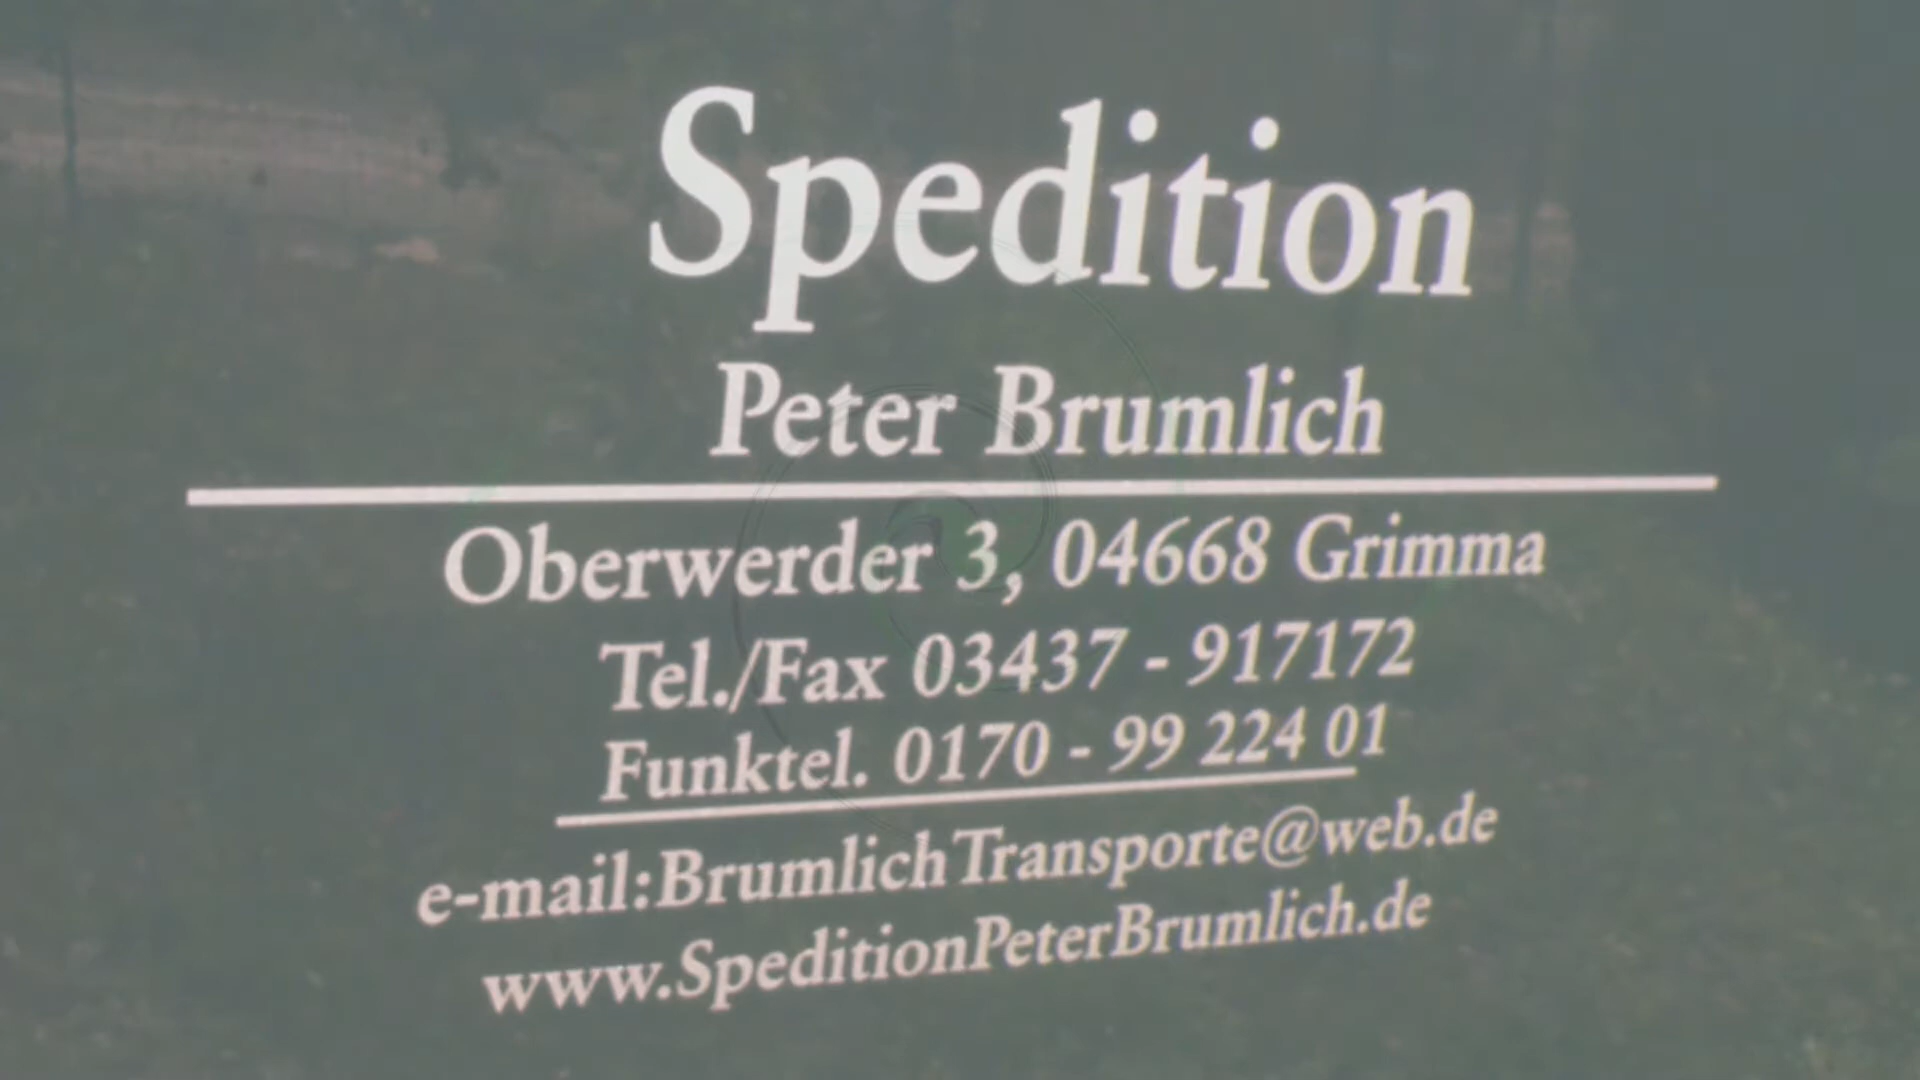 Spedition
Peter Brumlich
Oberwerder 3, 04668 Grimma
Tel./Fax 03437 - 917172
Funktel. 0170 - 99 224 01
e-mail:BrumlichTransporte@web.de
www.SpeditionPeterBrumlich.de